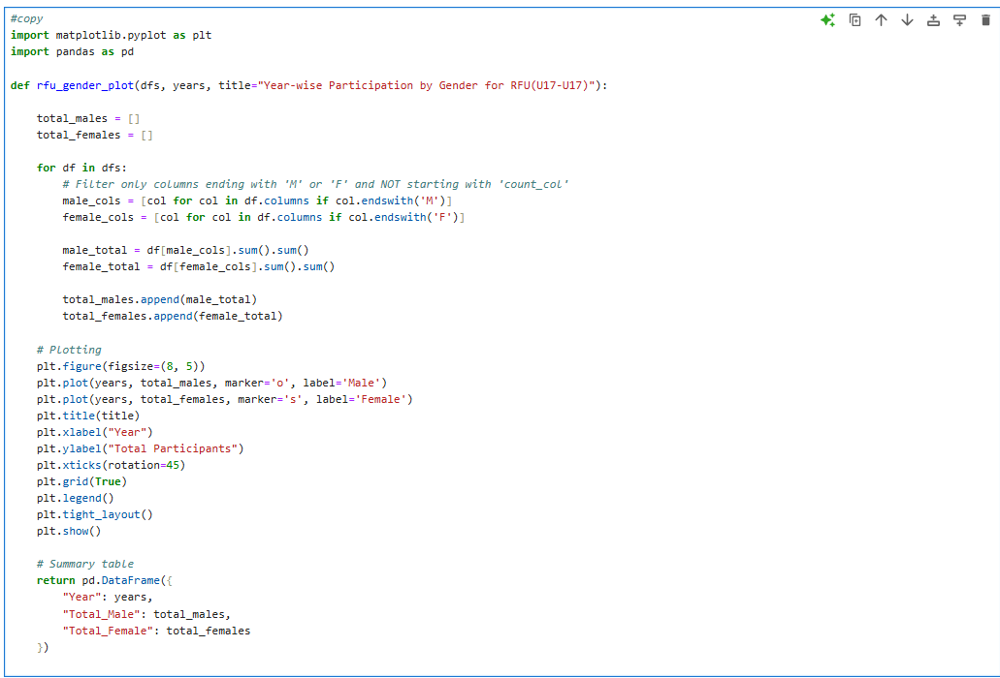 #copy
import matplotlib.pyplot as plt
import pandas as pd

def rfu_gender_plot(dfs, years, title="Year-wise Participation by Gender for RFU(U17-U17)"):

    total_males = []
    total_females = []

    for df in dfs:
        # Filter only columns ending with 'M' or 'F' and NOT starting with 'count_col'
        male_cols = [col for col in df.columns if col.endswith('M')]
        female_cols = [col for col in df.columns if col.endswith('F')]

        male_total = df[male_cols].sum().sum()
        female_total = df[female_cols].sum().sum()

        total_males.append(male_total)
        total_females.append(female_total)

    # Plotting
    plt.figure(figsize=(8, 5))
    plt.plot(years, total_males, marker='o', label='Male')
    plt.plot(years, total_females, marker='s', label='Female')
    plt.title(title)
    plt.xlabel("Year")
    plt.ylabel("Total Participants")
    plt.xticks(rotation=45)
    plt.grid(True)
    plt.legend()
    plt.tight_layout()
    plt.show()

    # Summary table
    return pd.DataFrame({
        "Year": years,
        "Total_Male": total_males,
        "Total_Female": total_females
    })